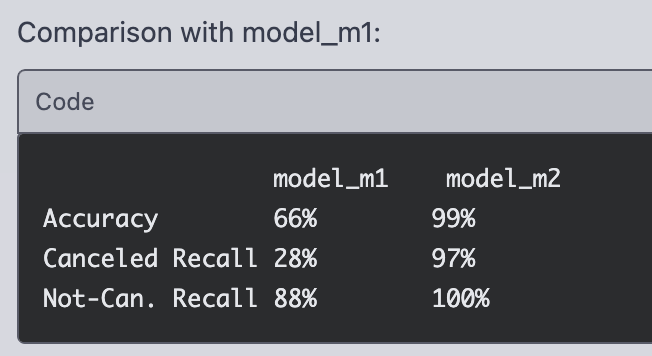 Comparison with model_m1:
Code
model_m1 model_m2
Accuracy 66% 99%
Canceled Recall 28% 97%
Not-Can. Recall 88% 100%